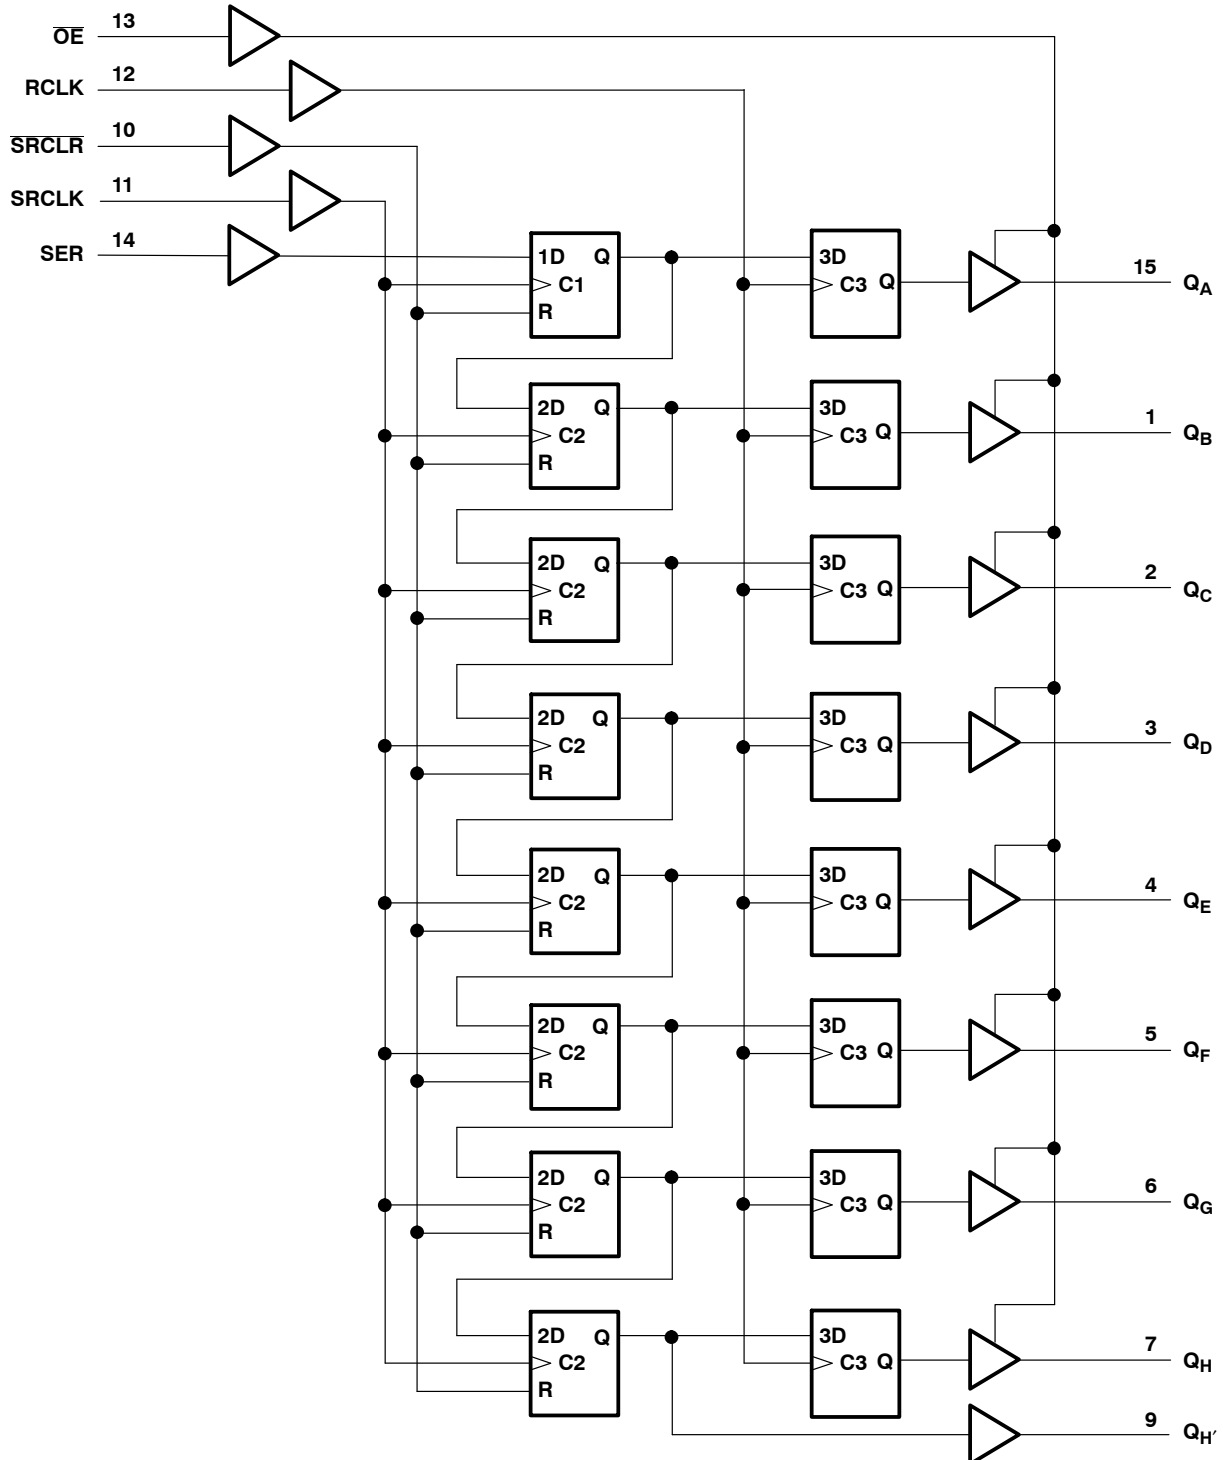 13
OE
12
RCLK
10
SRCLR
11
SRCLK
14
SER
1D Q
C1
R
3D
C3 Q
15
QA
2D Q
C2
R
3D
C3 Q
1
QB
2D Q
C2
R
3D
C3 Q
2
QC
2D Q
C2
R
3D
C3 Q
3
QD
2D Q
C2
R
3D
C3 Q
4
QE
2D Q
C2
R
3D
C3 Q
5
QF
2D Q
C2
R
3D
C3 Q
6
QG
2D Q
C2
R
3D
C3 Q
7
QH
9
QH′